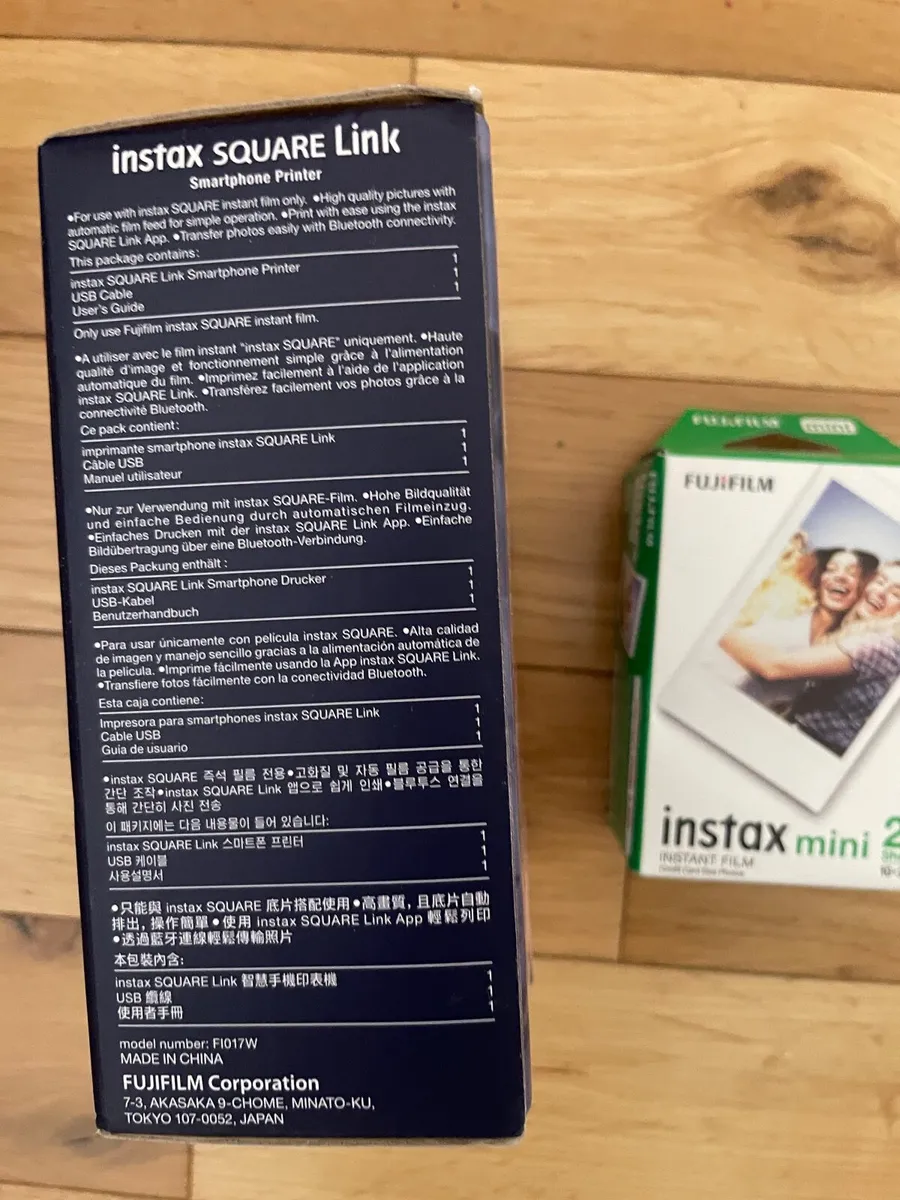 instax SQUARE Link
Smartphone Printer
●For use with instax SQUARE instant film only. ●High quality pictures with
automatic film feed for simple operation. ●Print with ease using the instax
SQUARE Link App. ●Transfer photos easily with Bluetooth connectivity.
This package contains:
instax SQUARE Link Smartphone Printer 1
USB Cable 1
User's Guide 1
Only use Fujifilm instax SQUARE instant film.
●A utiliser avec le film instant "instax SQUARE" uniquement. ●Haute
qualité d'image et fonctionnement simple grâce à l'alimentation
automatique du film. ●Imprimez facilement à l'aide de l'application
instax SQUARE Link. ●Transférez facilement vos photos grâce à la
connectivité Bluetooth.
Ce pack contient:
imprimante smartphone instax SQUARE Link 1
Câble USB 1
Manuel utilisateur 1
●Nur zur Verwendung mit instax SQUARE-Film. ●Hohe Bildqualität
und einfache Bedienung durch automatischen Filmeinzug.
●Einfaches Drucken mit der instax SQUARE Link App. ●Einfache
Bildübertragung über eine Bluetooth-Verbindung.
Dieses Packung enthält :
instax SQUARE Link Smartphone Drucker 1
USB-Kabel 1
Benutzerhandbuch 1
●Para usar únicamente con película instax SQUARE. ●Alta calidad
de imagen y manejo sencillo gracias a la alimentación automática de
la película. ●Imprime fácilmente usando la App instax SQUARE Link.
●Transfiere fotos fácilmente con la conectividad Bluetooth.
Esta caja contiene:
Impresora para smartphones instax SQUARE Link 1
Cable USB 1
Guia de usuario 1
●instax SQUARE 즉석 필름 전용●고화질 및 자동 필름 공급을 통한
간단 조작●instax SQUARE Link 앱으로 쉽게 인쇄●블루투스 연결을
통해 간단히 사진 전송
이 패키지에는 다음 내용물이 들어 있습니다:
instax SQUARE Link 스마트폰 프린터 1
USB 케이블 1
사용설명서 1
●只能與 instax SQUARE 底片搭配使用●高畫質, 且底片自動
排出, 操作簡單●使用 instax SQUARE Link App 輕鬆列印
●透過藍牙連線輕鬆傳輸照片
本包裝內含:
instax SQUARE Link 智慧手機印表機 1
USB 纜線 1
使用者手冊 1
model number: FI017W
MADE IN CHINA
FUJIFILM Corporation
7-3, AKASAKA 9-CHOME, MINATO-KU,
TOKYO 107-0052, JAPAN
FUJIFILM mini
FUJIFILM
instax mini 2
INSTANT FILM
Credit Card Size Photos